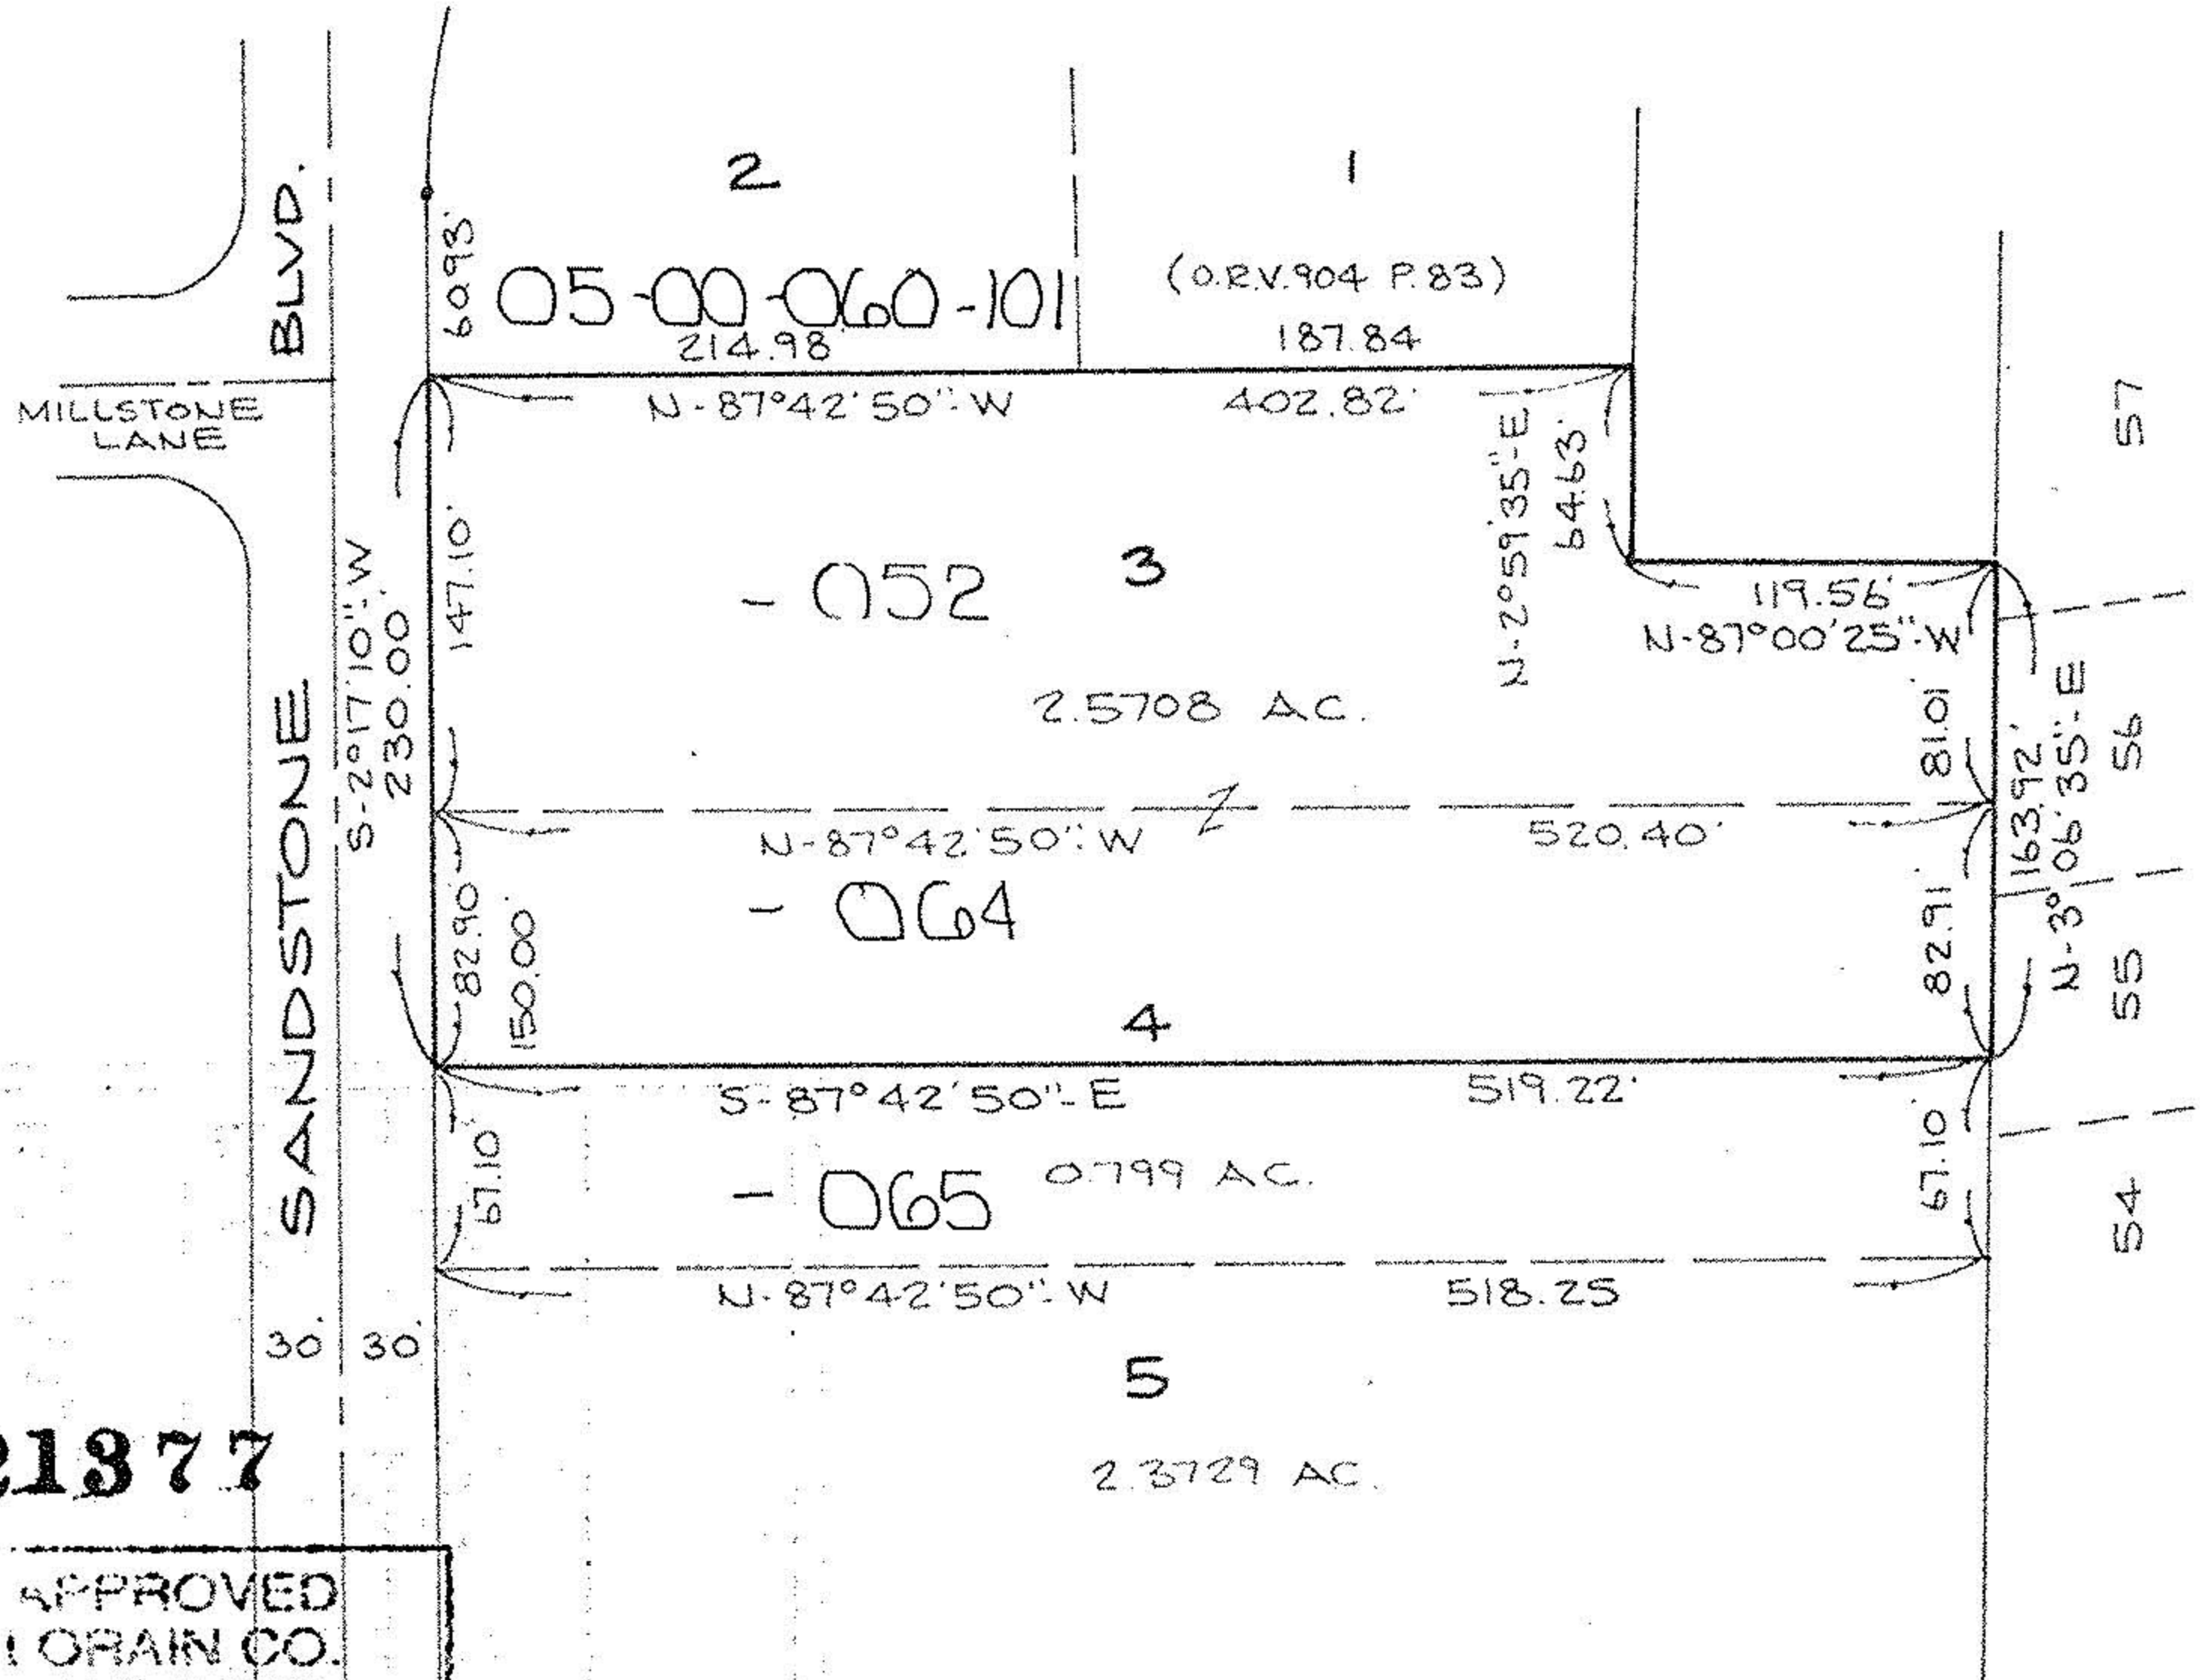 2
1
BLVD.
60.93'
05-00-060-101
(O.R.V. 904 P. 83)
214.98'
187.84
MILLSTONE
LANE
N-87°42'50"-W
402.82'
57
N-2°59'35"-E
64.63'
S-2°17'10"-W
230.00'
147.10'
3
- 052
119.56'
N-87°00'25"-W
2.5708 AC.
81.01
163.92'
N-3°06'35"-E
56
SANDSTONE
N-87°42'50"-W
520.40'
- 064
82.90
150.00'
82.91
55
4
S-87°42'50"-E
519.22'
67.10'
- 065
0.799 AC.
67.10
54
N-87°42'50"-W
518.25
30'
30'
5
2.3729 AC.
21377
APPROVED
LORAIN CO.